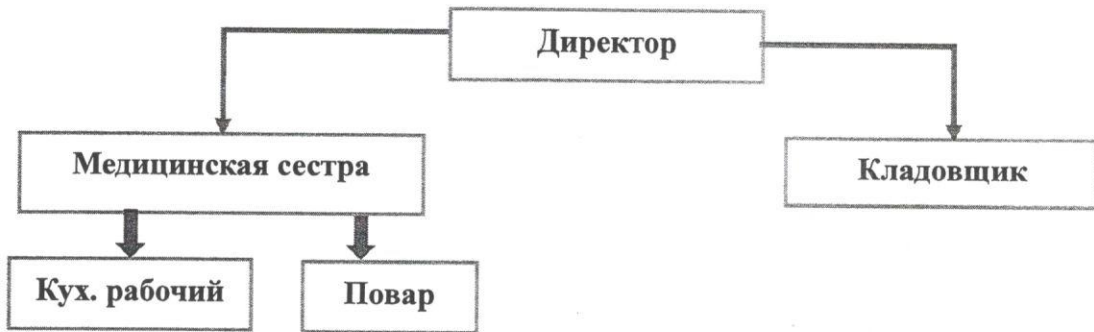 Директор
Медицинская сестра
Кладовщик
Кух. рабочий
Повар